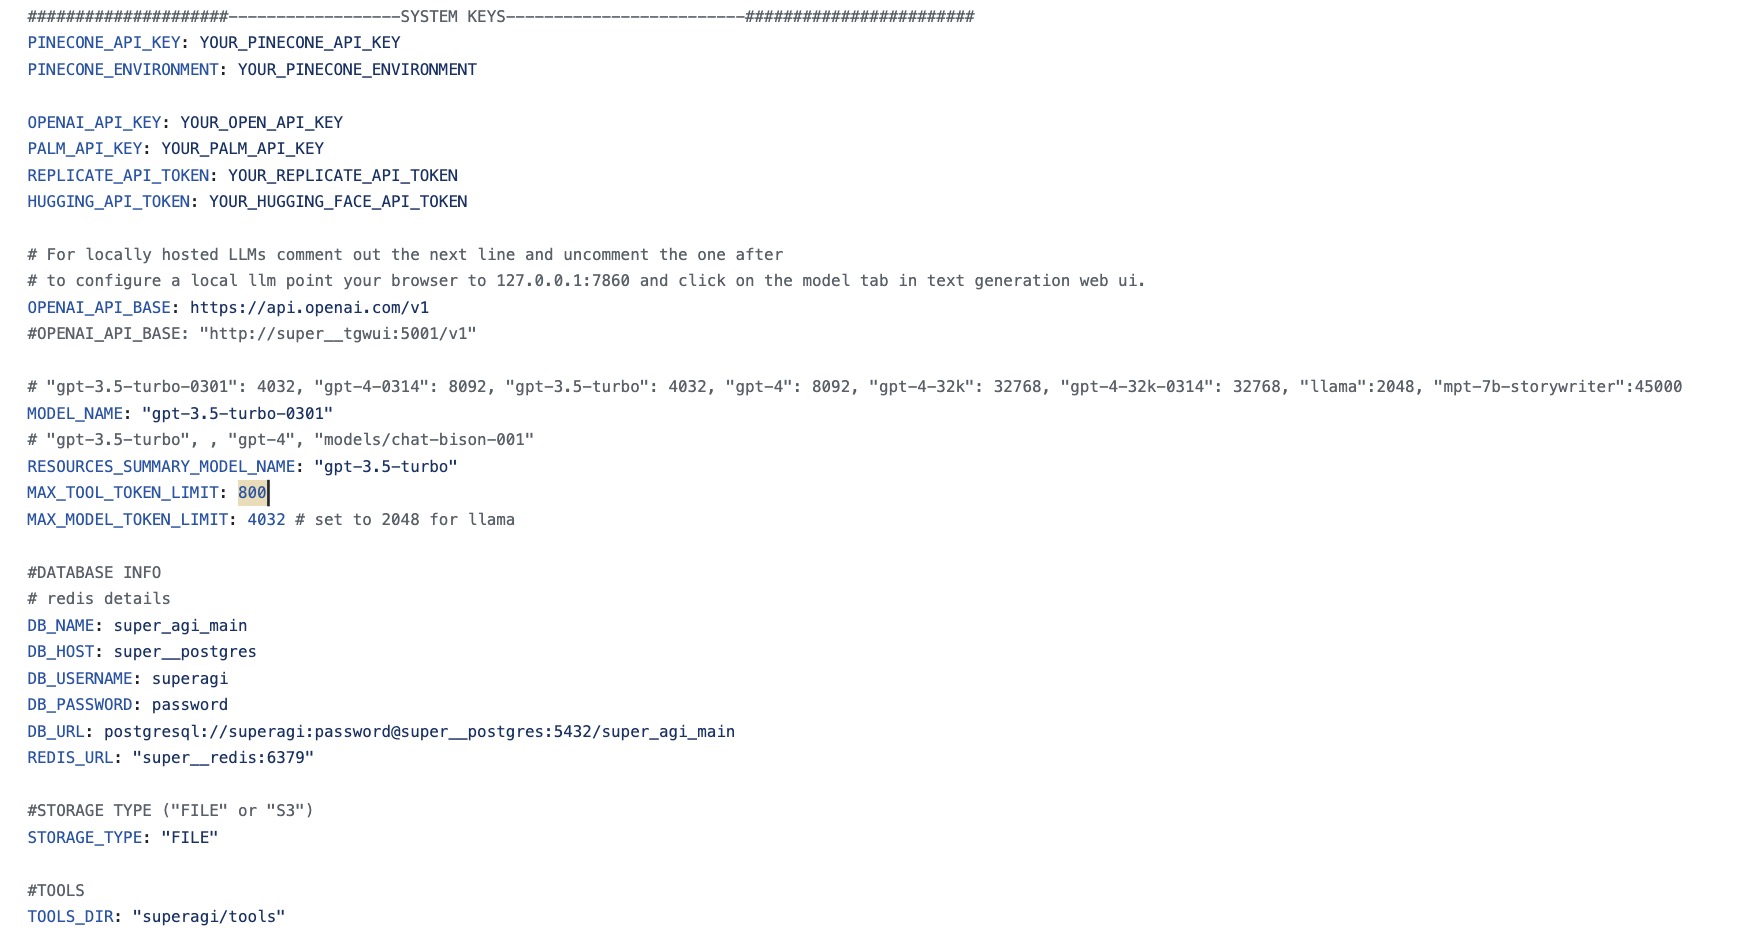 #####################------------------SYSTEM KEYS-------------------------########################
PINECONE_API_KEY: YOUR_PINECONE_API_KEY
PINECONE_ENVIRONMENT: YOUR_PINECONE_ENVIRONMENT
OPENAI_API_KEY: YOUR_OPEN_API_KEY
PALM_API_KEY: YOUR_PALM_API_KEY
REPLICATE_API_TOKEN: YOUR_REPLICATE_API_TOKEN
HUGGING_API_TOKEN: YOUR_HUGGING_FACE_API_TOKEN
# For locally hosted LLMs comment out the next line and uncomment the one after
# to configure a local llm point your browser to 127.0.0.1:7860 and click on the model tab in text generation web ui.
OPENAI_API_BASE: https://api.openai.com/v1
#OPENAI_API_BASE: "http://super__tgwui:5001/v1"
# "gpt-3.5-turbo-0301": 4032, "gpt-4-0314": 8092, "gpt-3.5-turbo": 4032, "gpt-4": 8092, "gpt-4-32k": 32768, "gpt-4-32k-0314": 32768, "llama":2048, "mpt-7b-storywriter":45000
MODEL_NAME: "gpt-3.5-turbo-0301"
# "gpt-3.5-turbo", , "gpt-4", "models/chat-bison-001"
RESOURCES_SUMMARY_MODEL_NAME: "gpt-3.5-turbo"
MAX_TOOL_TOKEN_LIMIT: 800
MAX_MODEL_TOKEN_LIMIT: 4032 # set to 2048 for llama
#DATABASE INFO
# redis details
DB_NAME: super_agi_main
DB_HOST: super__postgres
DB_USERNAME: superagi
DB_PASSWORD: password
DB_URL: postgresql://superagi:password@super__postgres:5432/super_agi_main
REDIS_URL: "super__redis:6379"
#STORAGE TYPE ("FILE" or "S3")
STORAGE_TYPE: "FILE"
#TOOLS
TOOLS_DIR: "superagi/tools"